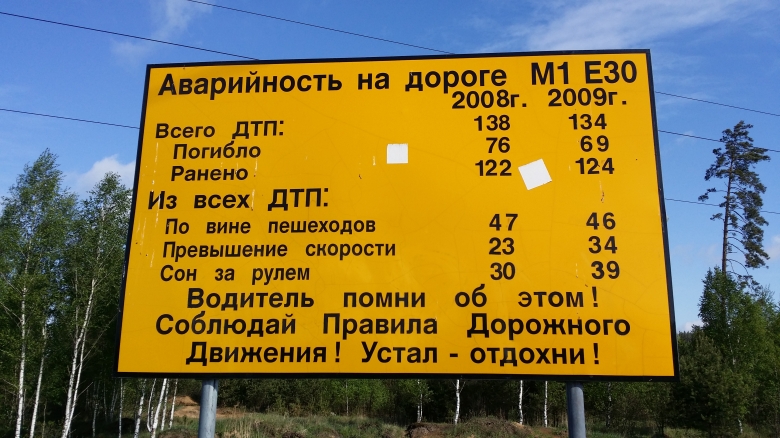 Аварийность на дороге М1 Е30
2008г. 2009г.
Всего ДТП: 138 134
Погибло 76 69
Ранено 122 124
Из всех ДТП:
По вине пешеходов 47 46
Превышение скорости 23 34
Сон за рулем 30 39
Водитель помни об этом!
Соблюдай Правила Дорожного
Движения! Устал - отдохни!